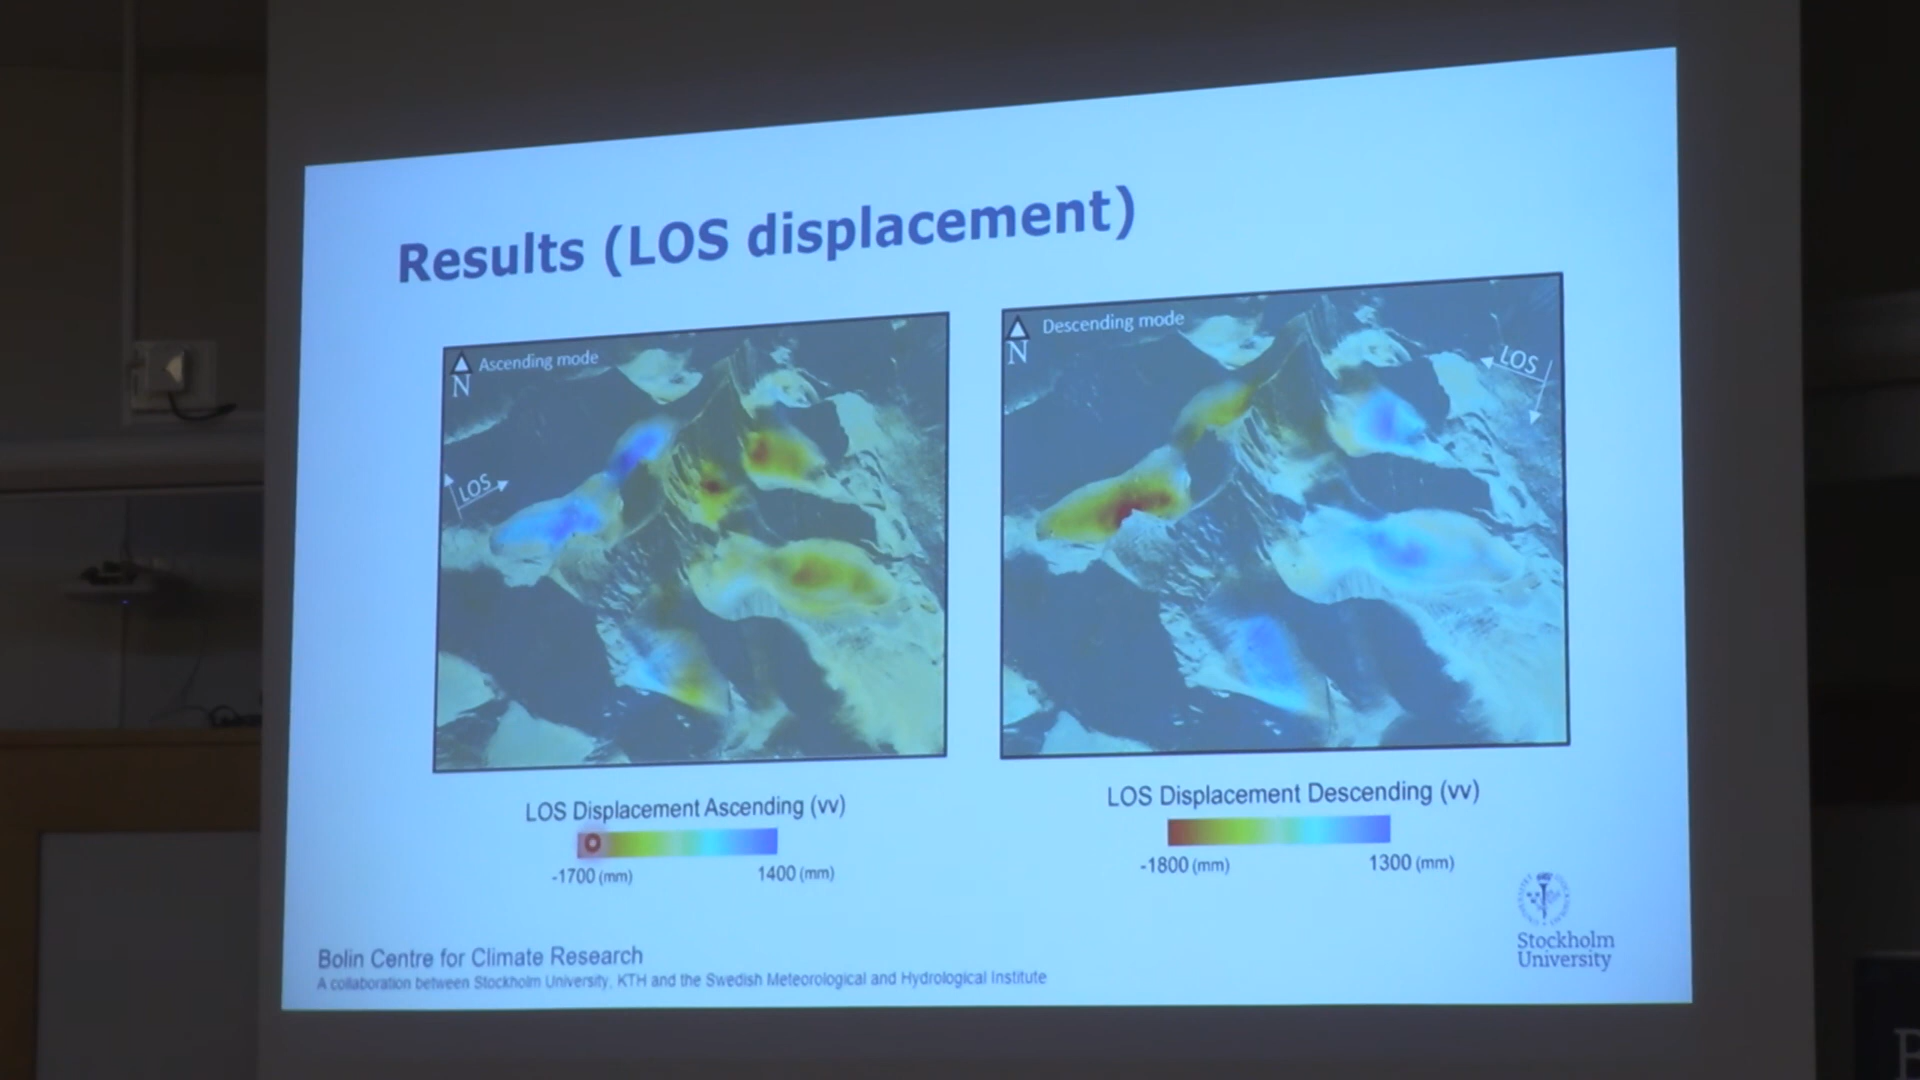 Results (LOS displacement)
N
Ascending mode
LOS
N
Descending mode
LOS
LOS Displacement Ascending (vv)
-1700 (mm)
1400 (mm)
LOS Displacement Descending (vv)
-1800 (mm)
1300 (mm)
Bolin Centre for Climate Research
A collaboration between Stockholm University, KTH and the Swedish Meteorological and Hydrological Institute
Stockholm
University